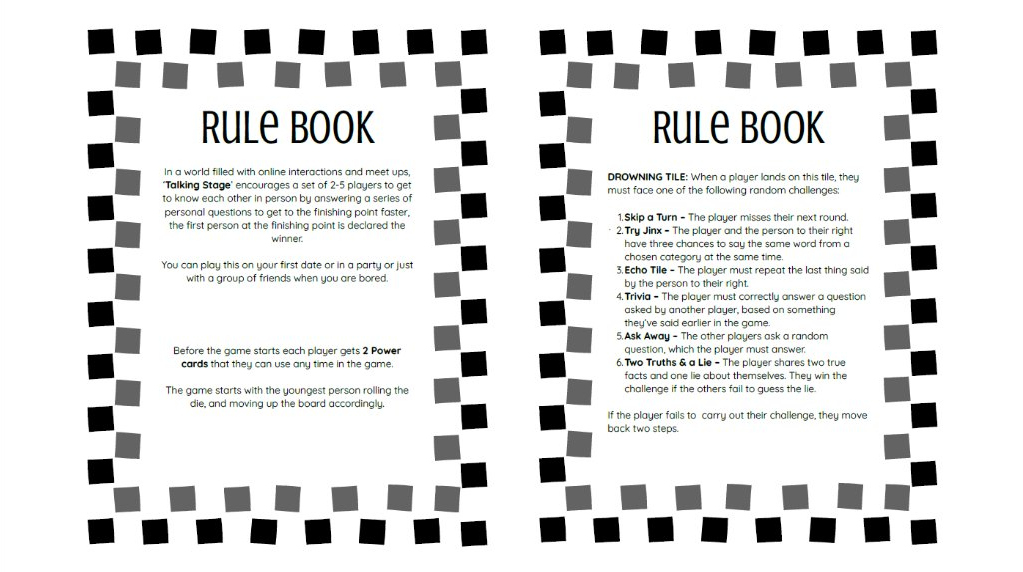 RULE BOOK
In a world filled with online interactions and meet ups,
'Talking Stage' encourages a set of 2-5 players to get
to know each other in person by answering a series of
personal questions to get to the finishing point faster,
the first person at the finishing point is declared the
winner.
You can play this on your first date or in a party or just
with a group of friends when you are bored.
Before the game starts each player gets 2 Power
cards that they can use any time in the game.
The game starts with the youngest person rolling the
die, and moving up the board accordingly.
RULE BOOK
DROWNING TILE: When a player lands on this tile, they
must face one of the following random challenges:
1. Skip a Turn – The player misses their next round.
2. Try Jinx – The player and the person to their right
have three chances to say the same word from a
chosen category at the same time.
3. Echo Tile – The player must repeat the last thing said
by the person to their right.
4. Trivia – The player must correctly answer a question
asked by another player, based on something
they've said earlier in the game.
5. Ask Away – The other players ask a random
question, which the player must answer.
6. Two Truths & a Lie – The player shares two true
facts and one lie about themselves. They win the
challenge if the others fail to guess the lie.
If the player fails to carry out their challenge, they move
back two steps.